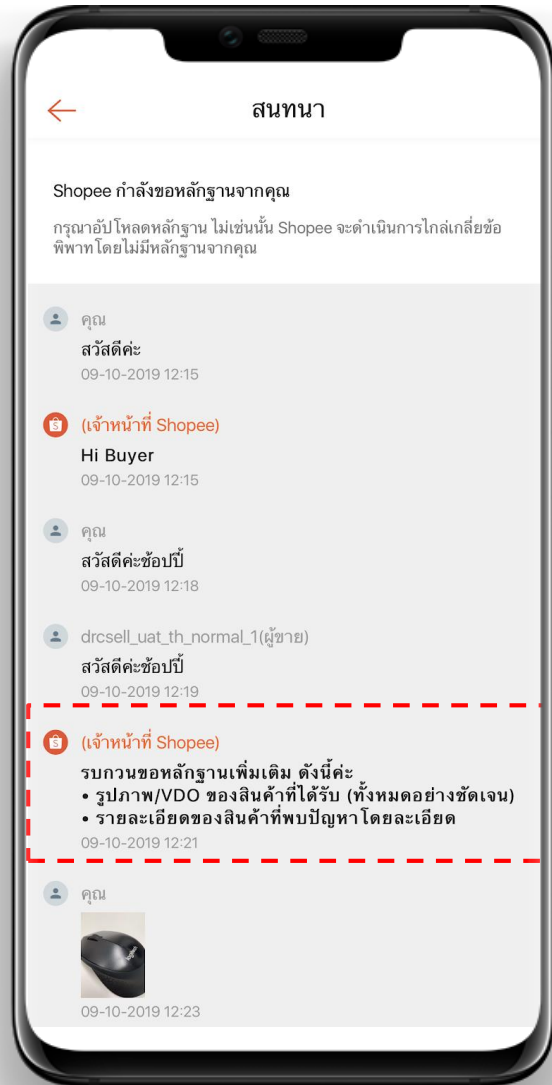 สนทนา
Shopee กำลังขอหลักฐานจากคุณ
กรุณาอัปโหลดหลักฐาน ไม่เช่นนั้น Shopee จะดำเนินการไกล่เกลี่ยข้อ
พิพาทโดยไม่มีหลักฐานจากคุณ
คุณ
สวัสดีค่ะ
09-10-2019 12:15
(เจ้าหน้าที่ Shopee)
Hi Buyer
09-10-2019 12:15
คุณ
สวัสดีค่ะช้อปปี้
09-10-2019 12:18
drcsell_uat_th_normal_1(ผู้ขาย)
สวัสดีค่ะช้อปปี้
09-10-2019 12:19
(เจ้าหน้าที่ Shopee)
รบกวนขอหลักฐานเพิ่มเติม ดังนี้ค่ะ
• รูปภาพ/VDO ของสินค้าที่ได้รับ (ทั้งหมดอย่างชัดเจน)
• รายละเอียดของสินค้าที่พบปัญหาโดยละเอียด
09-10-2019 12:21
คุณ
09-10-2019 12:23